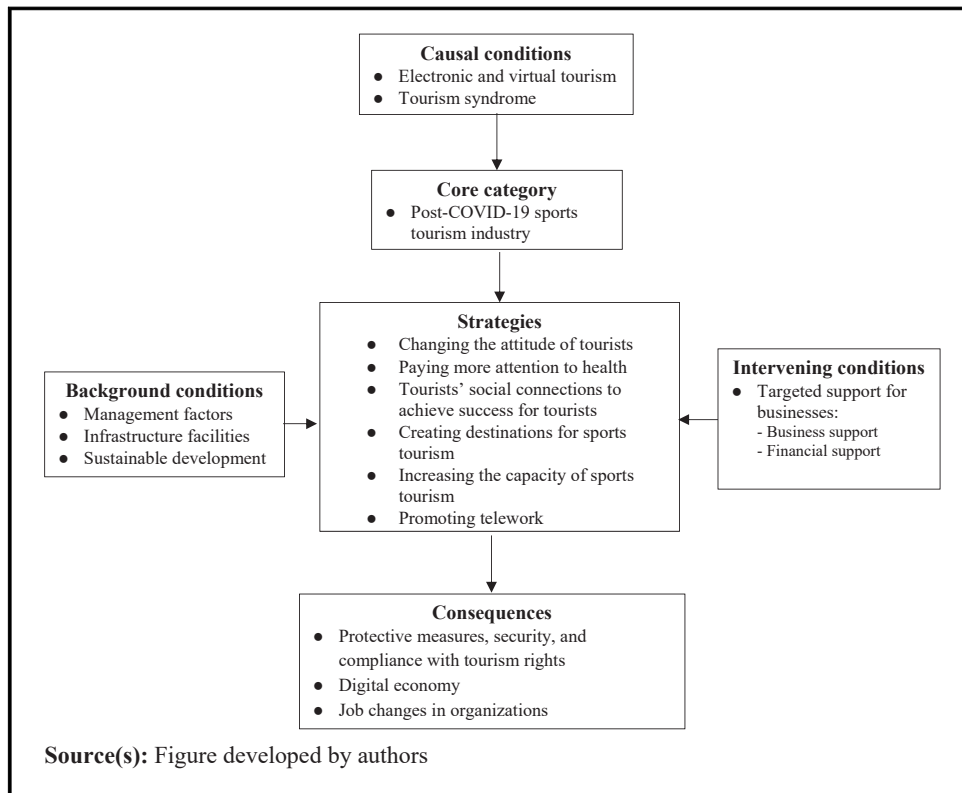 Causal conditions
● Electronic and virtual tourism
● Tourism syndrome
Core category
● Post-COVID-19 sports
tourism industry
Strategies
● Changing the attitude of tourists
● Paying more attention to health
● Tourists’ social connections to
achieve success for tourists
● Creating destinations for sports
tourism
● Increasing the capacity of sports
tourism
● Promoting telework
Background conditions
● Management factors
● Infrastructure facilities
● Sustainable development
Intervening conditions
● Targeted support for
businesses:
- Business support
- Financial support
Consequences
● Protective measures, security, and
compliance with tourism rights
● Digital economy
● Job changes in organizations
Source(s): Figure developed by authors